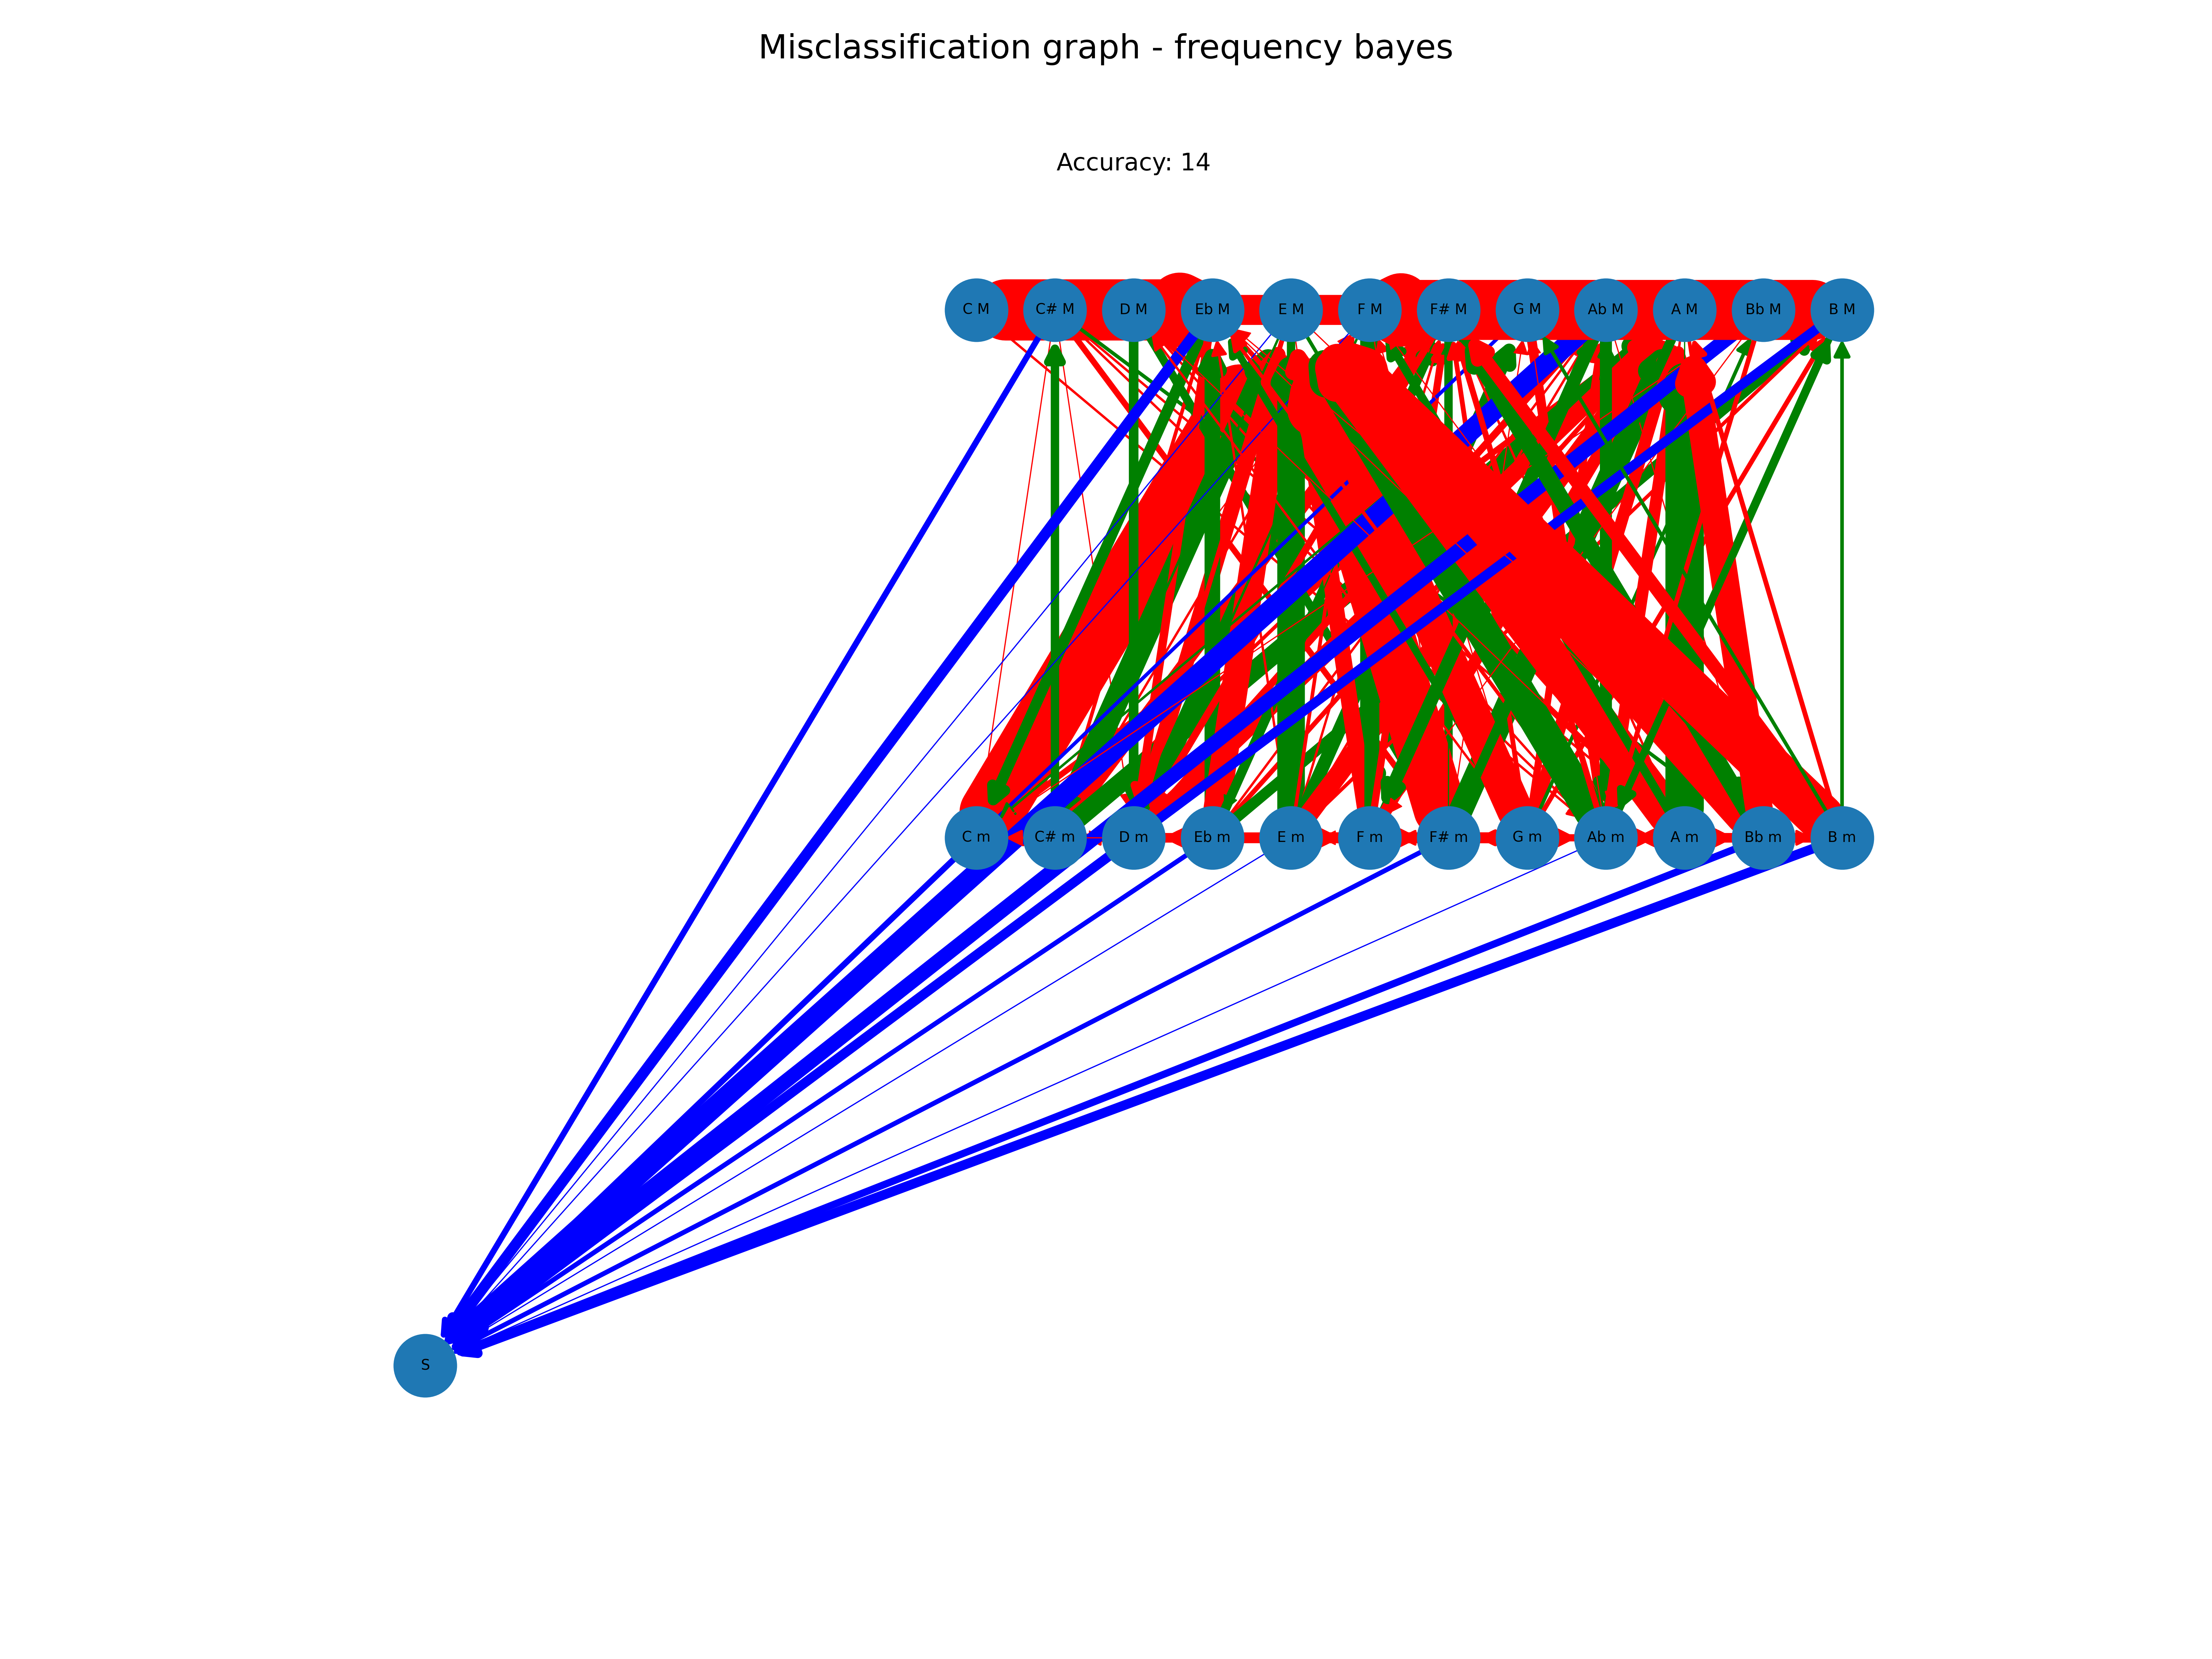 Misclassification graph - frequency bayes
Accuracy: 14
C M C# M D M Eb M E M F M F# M G M Ab M A M Bb M B M
C m C# m D m Eb m E m F m F# m G m Ab m A m Bb m B m
S